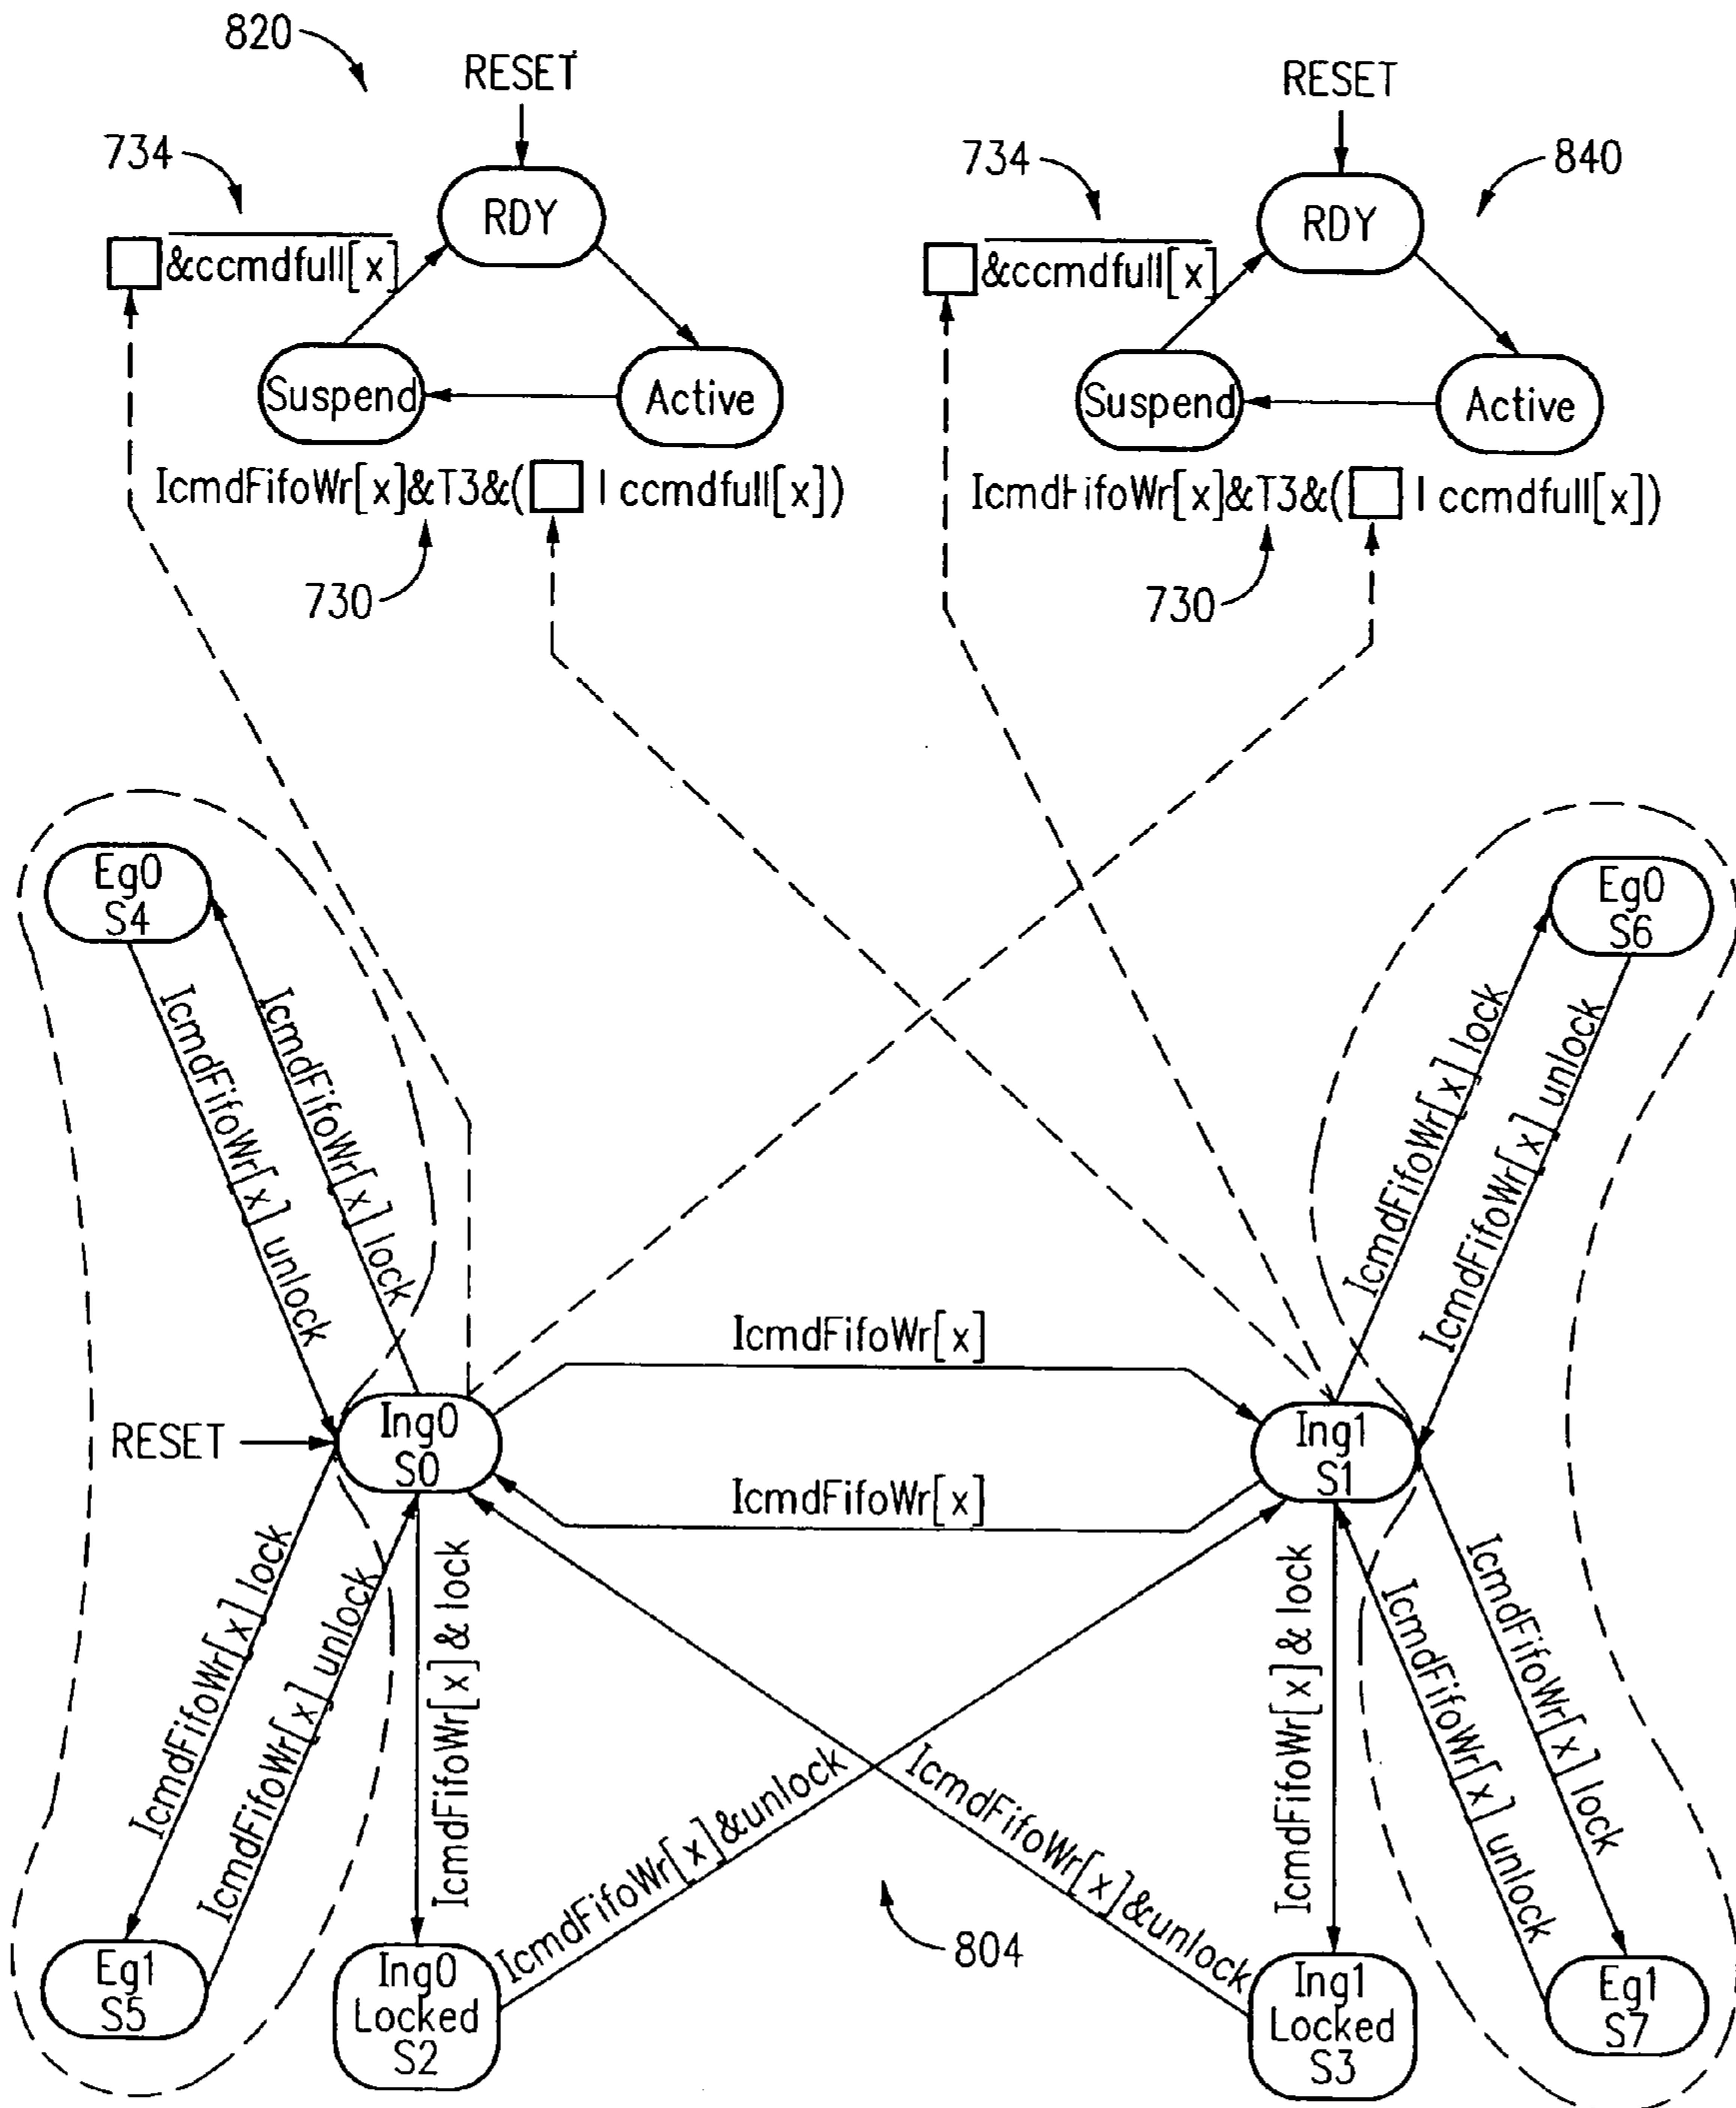 820
RESET
734
RDY
&ccmdfull[x]
Suspend
Active
IcmdFifoWr[x]&T3&( | ccmdfull[x])
730
RESET
734
840
RDY
&ccmdfull[x]
Suspend
Active
IcmdFifoWr[x]&T3&( | ccmdfull[x])
730
Eg0
S4
Eg0
S6
IcmdFifoWr[x] unlock
IcmdFifoWr[x] lock
IcmdFifoWr[x] lock
IcmdFifoWr[x] unlock
IcmdFifoWr[x]
RESET
Ing0
S0
Ing1
S1
IcmdFifoWr[x]
IcmdFifoWr[x] lock
IcmdFifoWr[x] unlock
IcmdFifoWr[x] & lock
IcmdFifoWr[x]&unlock
IcmdFifoWr[x]&unlock
IcmdFifoWr[x] & lock
IcmdFifoWr[x] unlock
IcmdFifoWr[x] lock
804
Eg1
S5
Ing0
Locked
S2
Ing1
Locked
S3
Eg1
S7